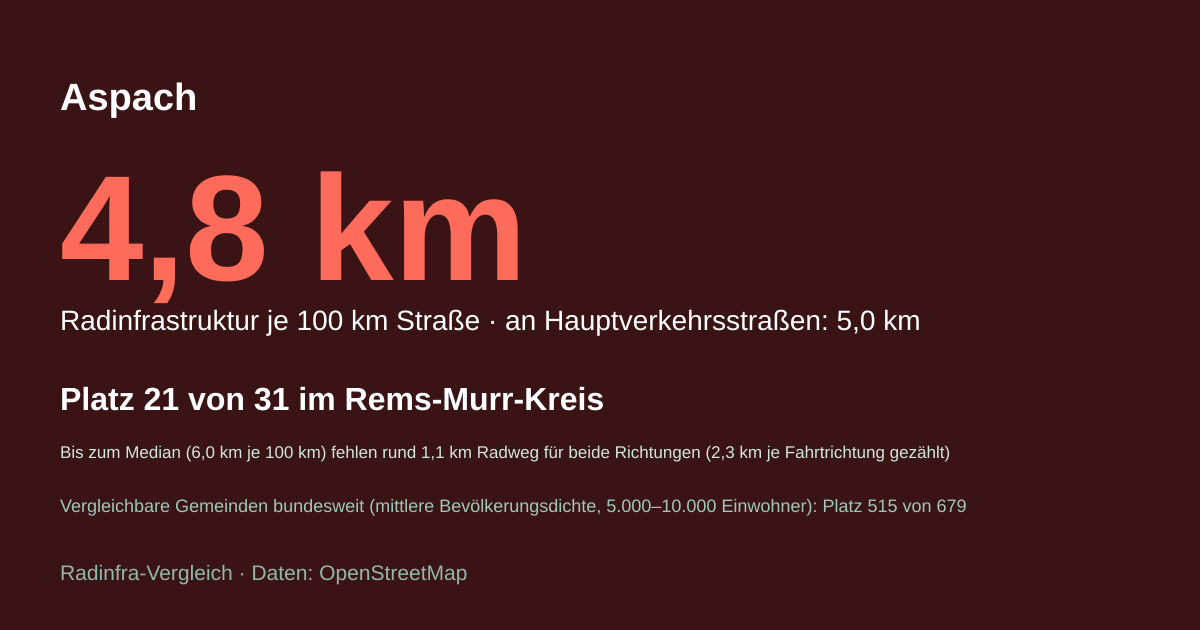 Aspach
4,8 km
Radinfrastruktur je 100 km Straße · an Hauptverkehrsstraßen: 5,0 km
Platz 21 von 31 im Rems-Murr-Kreis
Bis zum Median (6,0 km je 100 km) fehlen rund 1,1 km Radweg für beide Richtungen (2,3 km je Fahrtrichtung gezählt)
Vergleichbare Gemeinden bundesweit (mittlere Bevölkerungsdichte, 5.000–10.000 Einwohner): Platz 515 von 679
Radinfra-Vergleich · Daten: OpenStreetMap